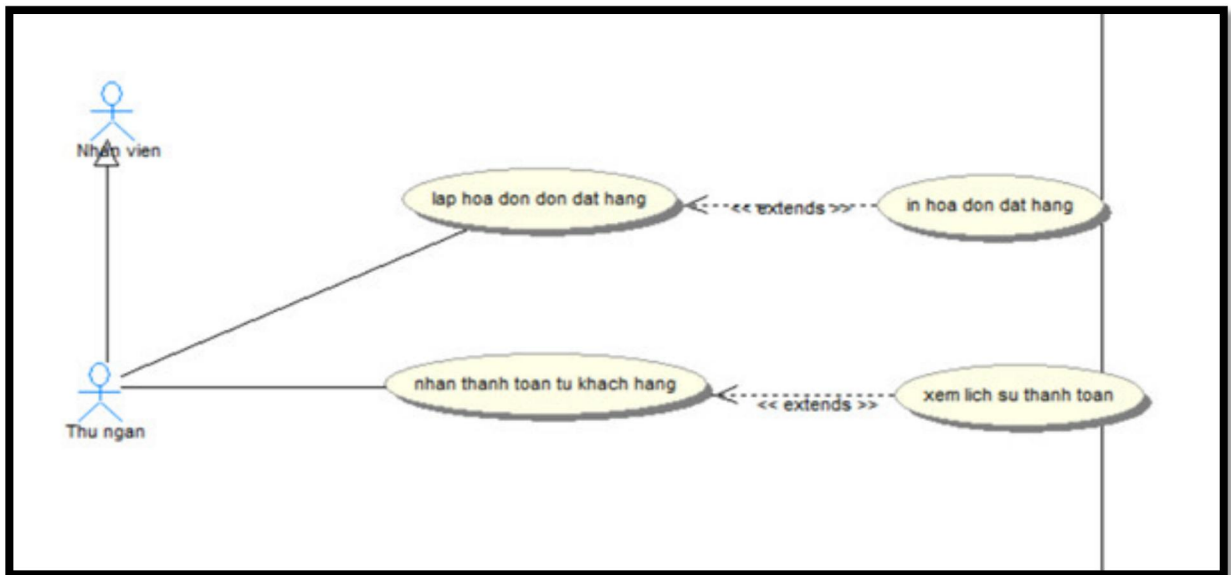 Nhan vien
lap hoa don don dat hang
<< extends >>
in hoa don dat hang
nhan thanh toan tu khach hang
<< extends >>
xem lich su thanh toan
Thu ngan